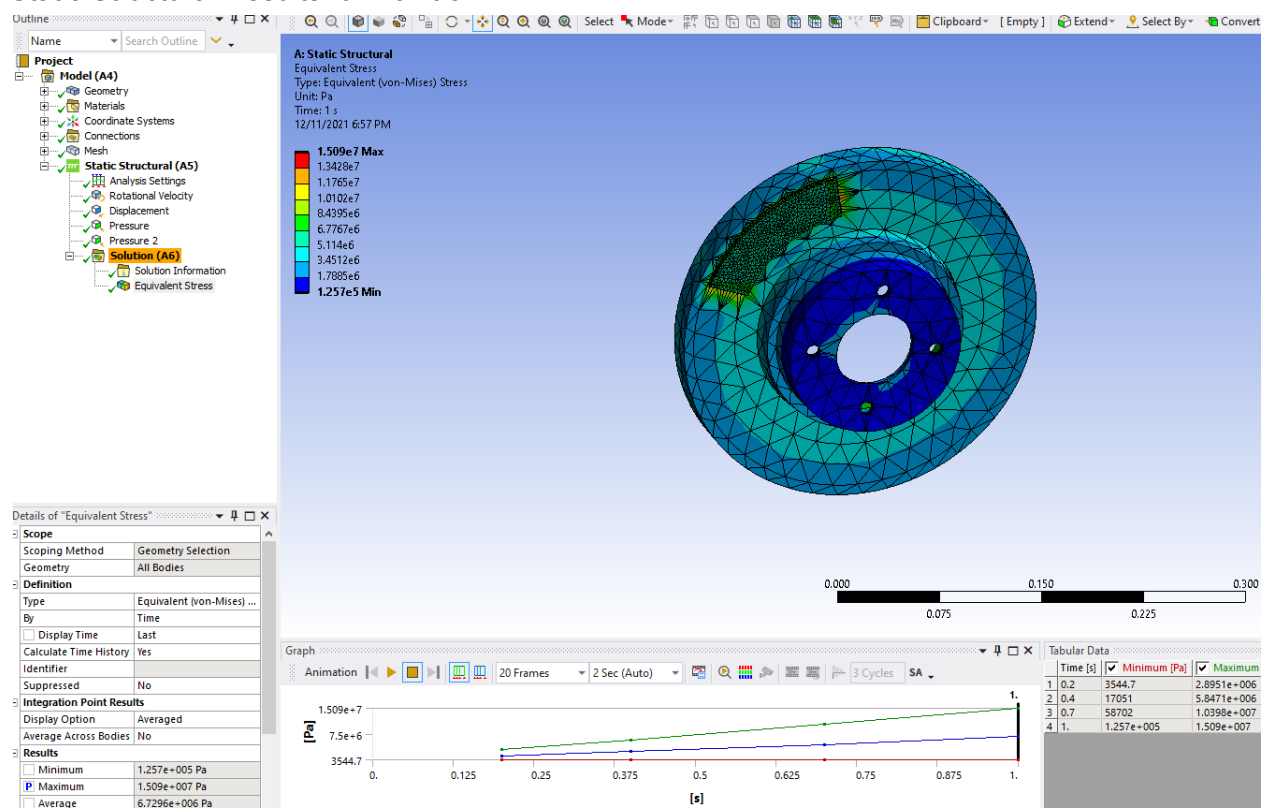 Outline
Name
Search Outline
Project
Model (A4)
Geometry
Materials
Coordinate Systems
Connections
Mesh
Static Structural (A5)
Analysis Settings
Rotational Velocity
Displacement
Pressure
Pressure 2
Solution (A6)
Solution Information
Equivalent Stress
Select Mode Clipboard [ Empty ] Extend Select By Convert
A: Static Structural
Equivalent Stress
Type: Equivalent (von-Mises) Stress
Unit: Pa
Time: 1 s
12/11/2021 6:57 PM
1.509e7 Max
1.3428e7
1.1765e7
1.0102e7
8.4395e6
6.7767e6
5.114e6
3.4512e6
1.7885e6
1.257e5 Min
0.000 0.150 0.300
0.075 0.225
Details of "Equivalent Stress"
Scope
Scoping Method Geometry Selection
Geometry All Bodies
Definition
Type Equivalent (von-Mises) ...
By Time
Display Time Last
Calculate Time History Yes
Identifier
Suppressed No
Integration Point Results
Display Option Averaged
Average Across Bodies No
Results
Minimum 1.257e+005 Pa
P Maximum 1.509e+007 Pa
Average 6.7296e+006 Pa
Graph
Animation 20 Frames 2 Sec (Auto) 3 Cycles SA
1.
1.509e+7
7.5e+6
3544.7
[Pa]
0. 0.125 0.25 0.375 0.5 0.625 0.75 0.875 1.
[s]
Tabular Data
Time [s] Minimum [Pa] Maximum
1 0.2 3544.7 2.8951e+006
2 0.4 17051 5.8471e+006
3 0.7 58702 1.0398e+007
4 1. 1.257e+005 1.509e+007